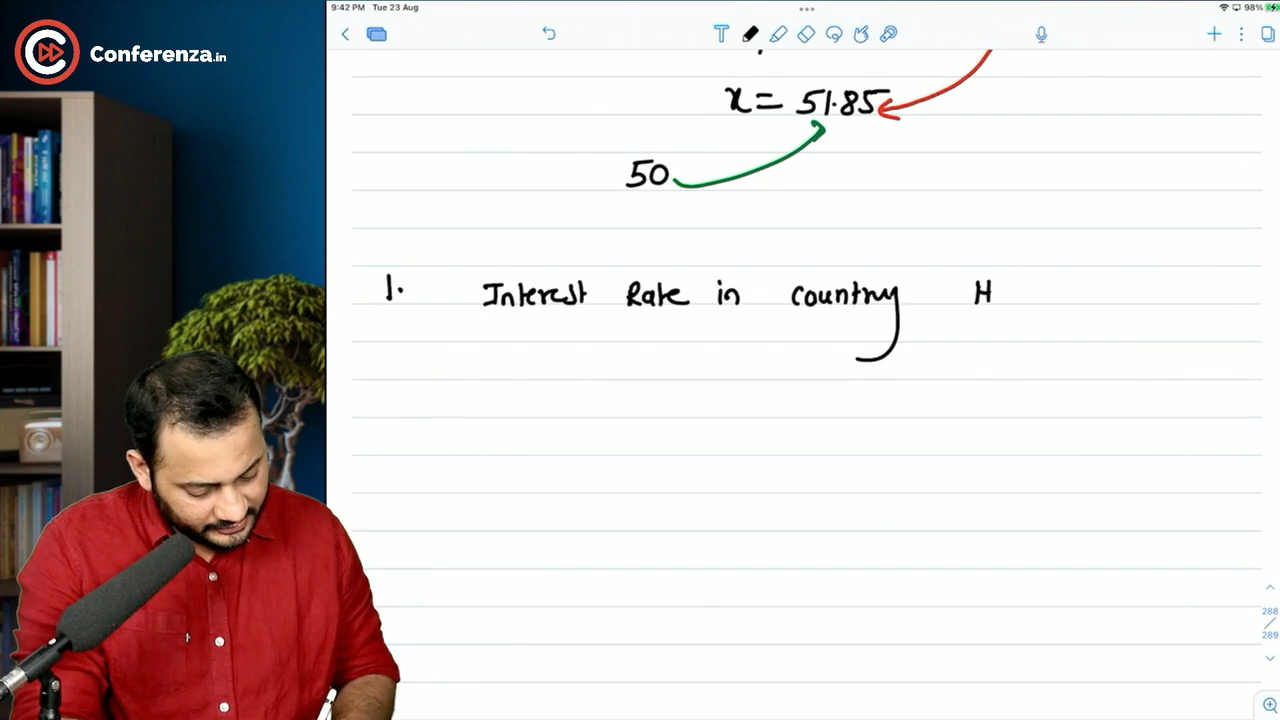 Conferenza.in
9:42 PM Tue 23 Aug
98%
T
x = 51.85
50
1. Interest Rate in country H
288
289